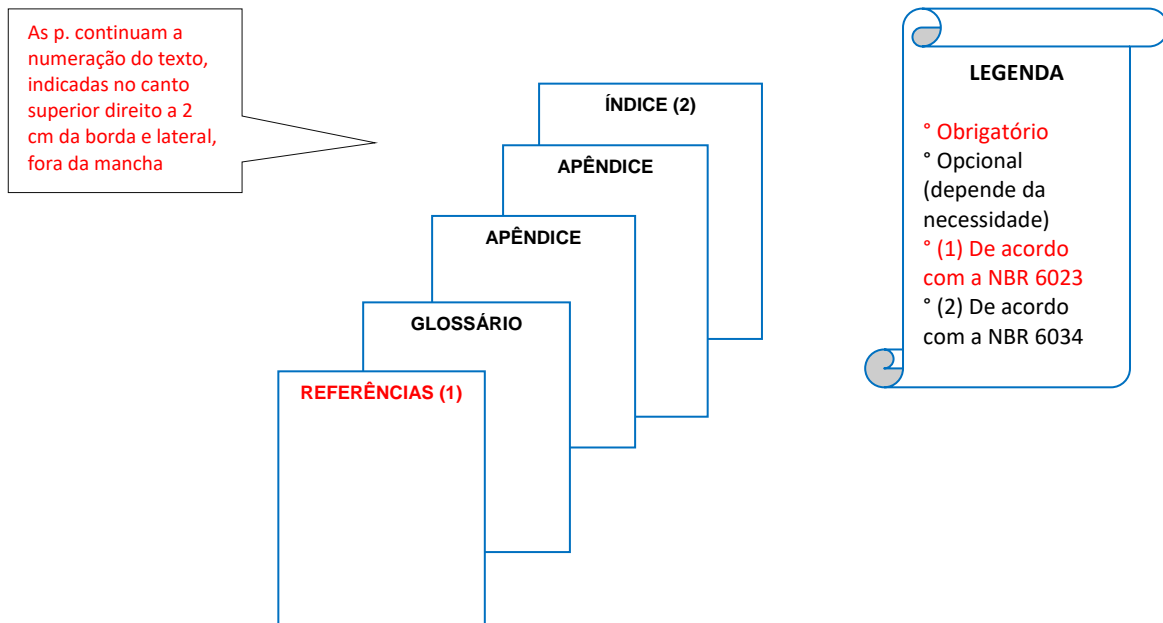 As p. continuam a
numeração do texto,
indicadas no canto
superior direito a 2
cm da borda e lateral,
fora da mancha
ÍNDICE (2)
APÊNDICE
APÊNDICE
GLOSSÁRIO
REFERÊNCIAS (1)
LEGENDA
° Obrigatório
° Opcional
(depende da
necessidade)
° (1) De acordo
com a NBR 6023
° (2) De acordo
com a NBR 6034